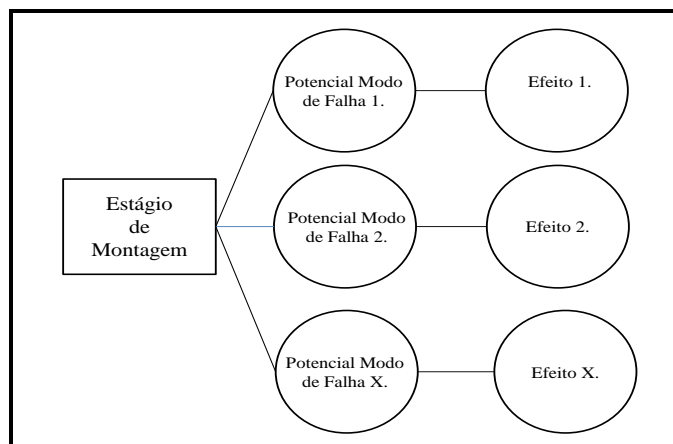 Potencial Modo
de Falha 1.
Efeito 1.
Estágio
de
Montagem
Potencial Modo
de Falha 2.
Efeito 2.
Potencial Modo
de Falha X.
Efeito X.